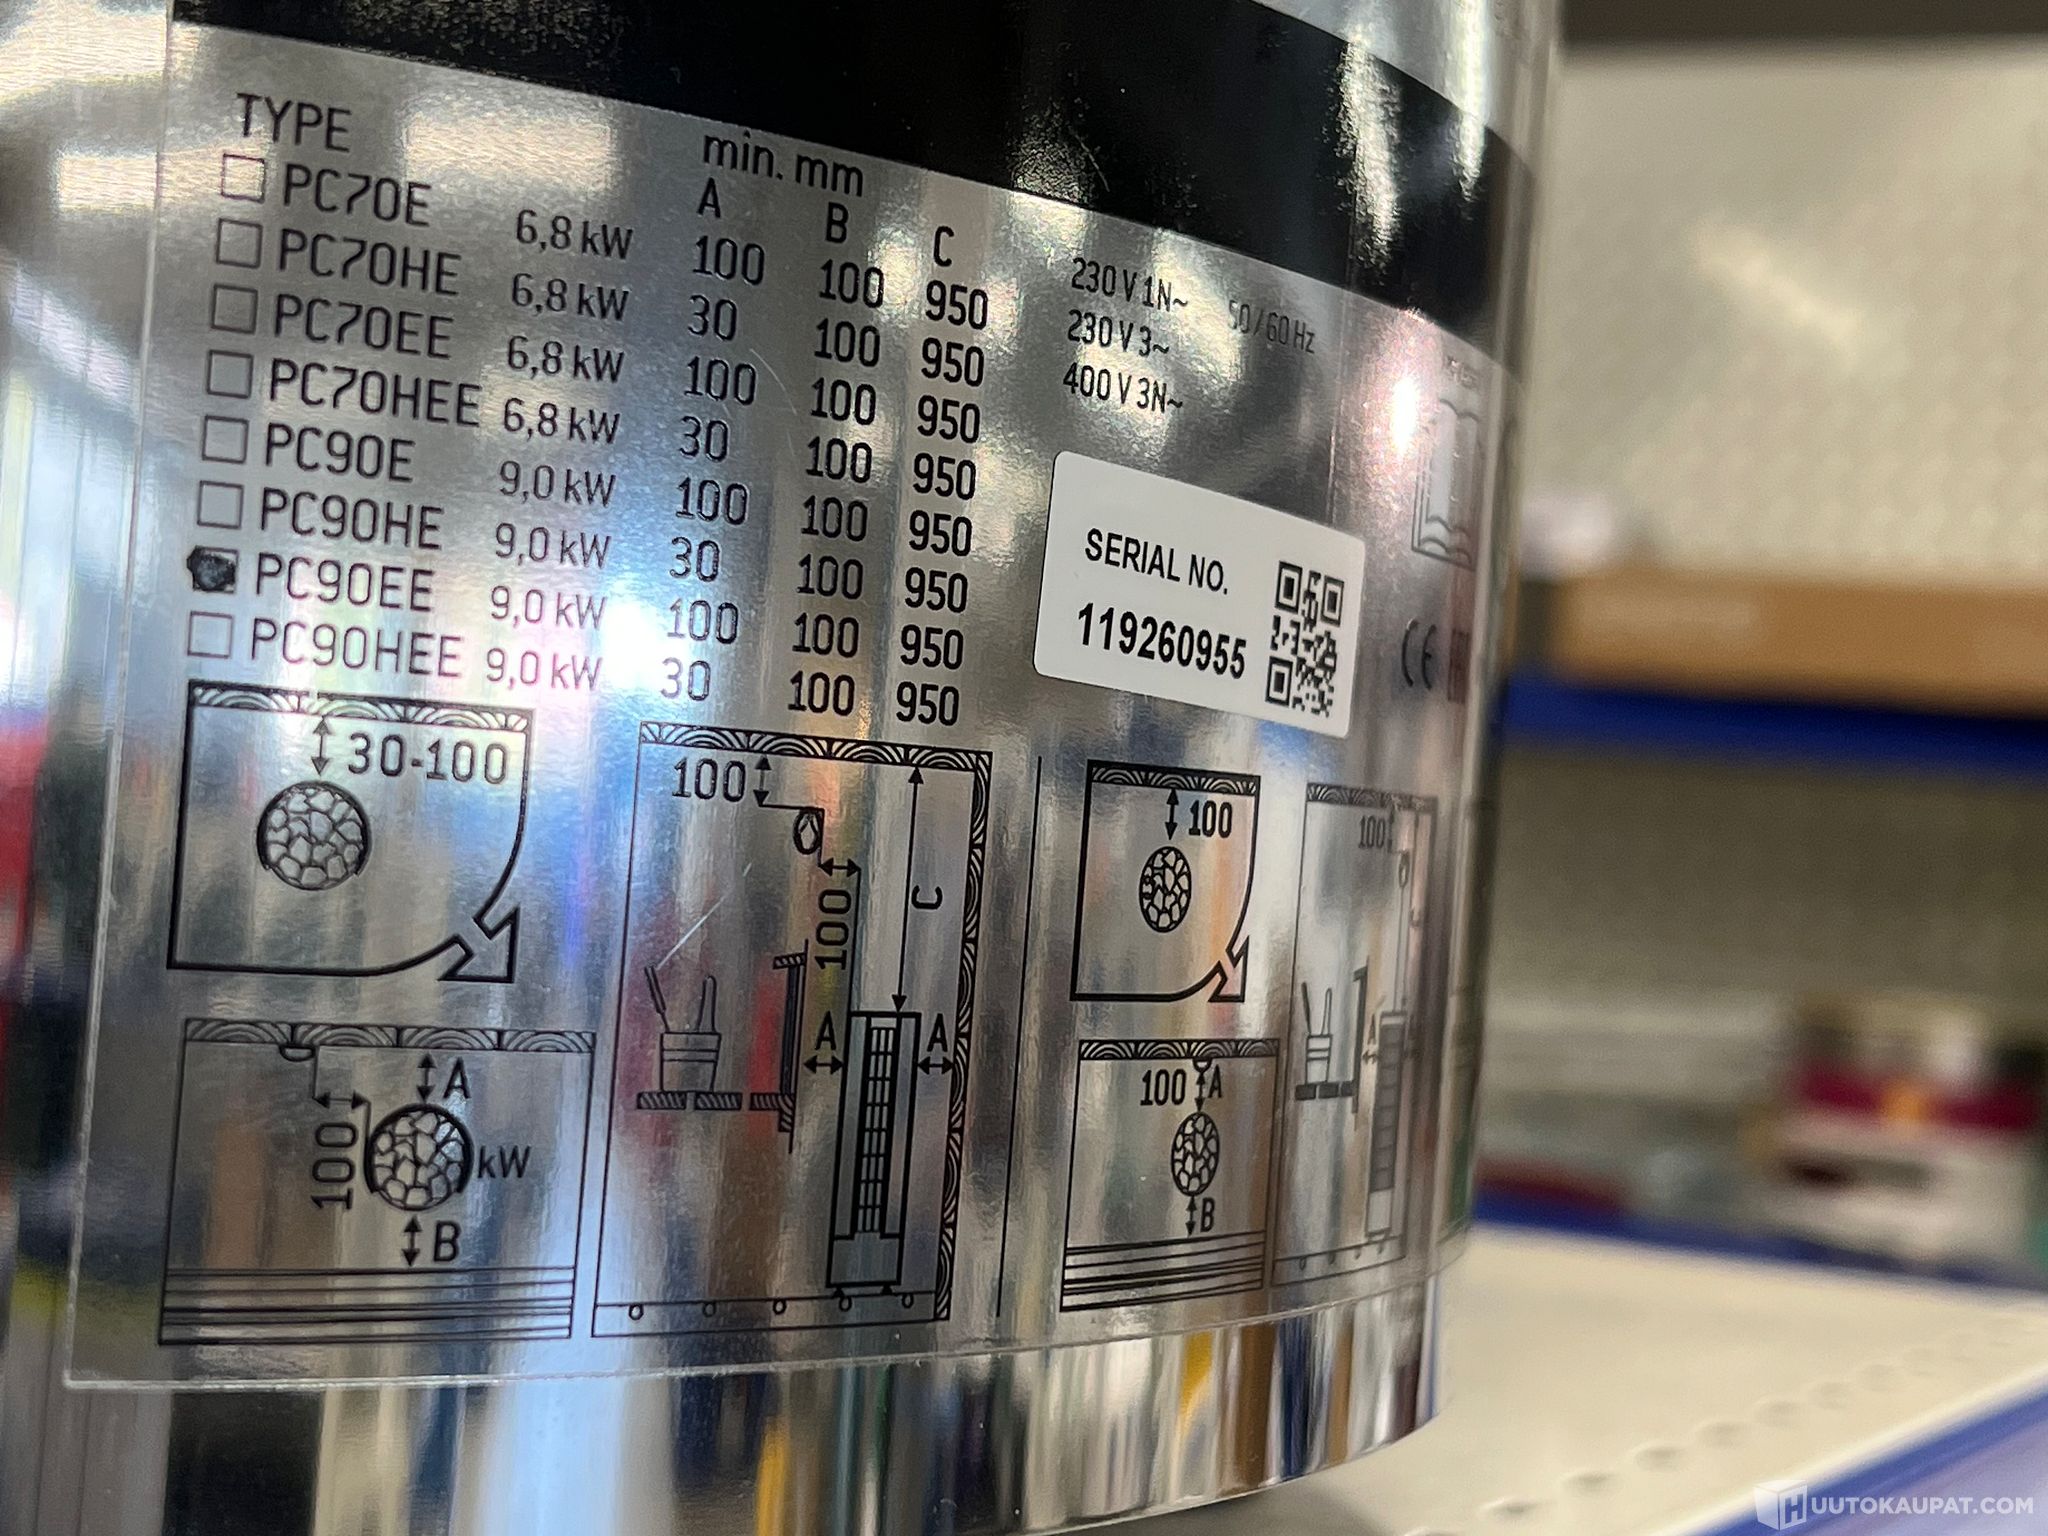 TYPE min. mm
A B C
PC70E 6,8 kW 100 100 950 230 V 1N~ 50/60 Hz
PC70HE 6,8 kW 30 100 950 230 V 3~
PC70EE 6,8 kW 100 100 950 400 V 3N~
PC70HEE 6,8 kW 30 100 950
PC90E 9,0 kW 100 100 950
PC90HE 9,0 kW 30 100 950
PC90EE 9,0 kW 100 100 950
PC90HEE 9,0 kW 30 100 950
SERIAL NO.
119260955
CE
30-100
100
100
C
A A
A
100
kW
B
100
100
A
100 A
B
HUUTOKAUPAT.COM